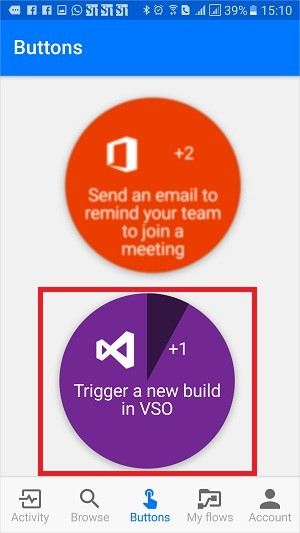 39% 15:10
Buttons
+2
Send an email to
remind your team
to join a
meeting
+1
Trigger a new build
in VSO
Activity
Browse
Buttons
My flows
Account